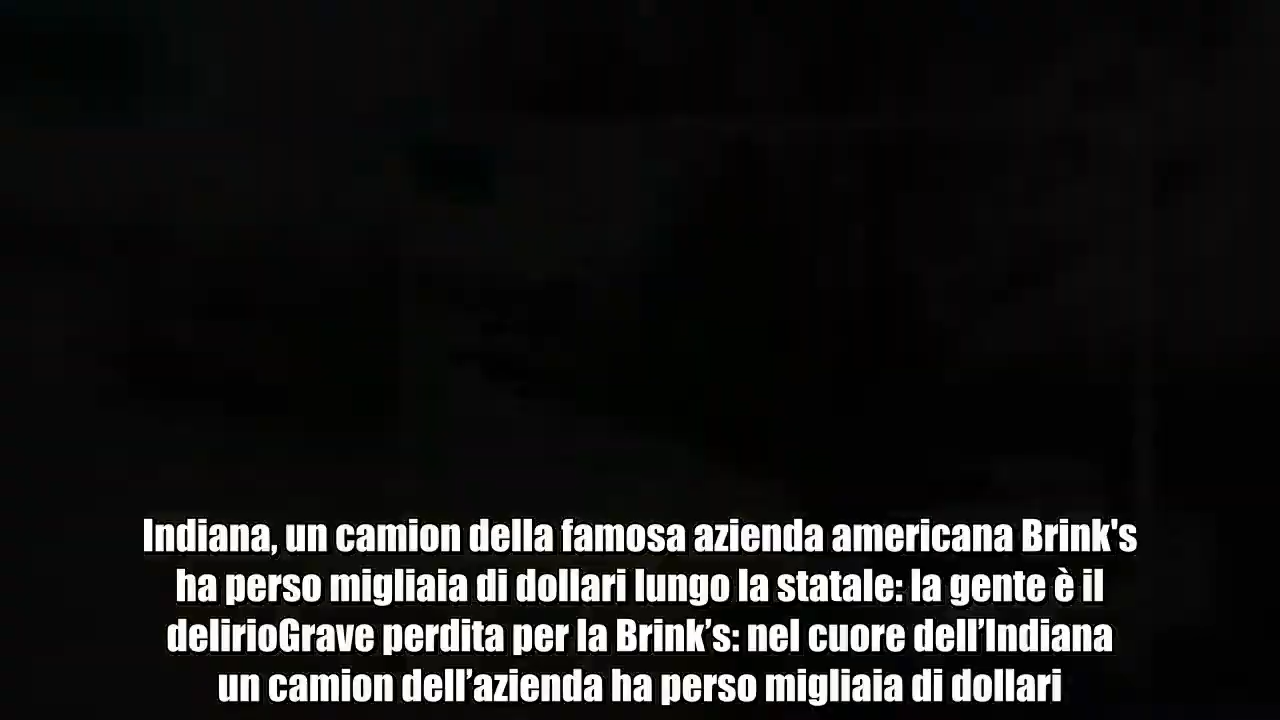 Indiana, un camion della famosa azienda americana Brink's
ha perso migliaia di dollari lungo la statale: la gente è il
delirioGrave perdita per la Brink’s: nel cuore dell’Indiana
un camion dell’azienda ha perso migliaia di dollari